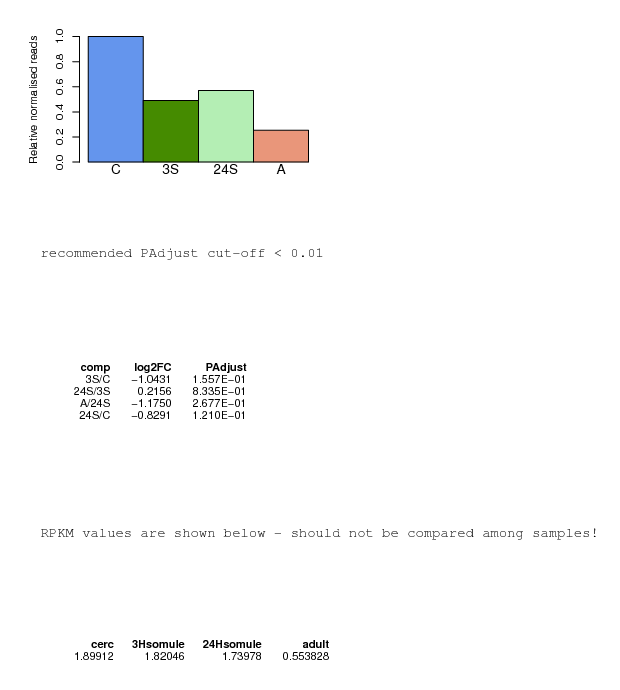 Relative normalised reads
1.0
0.8
0.6
0.4
0.2
0.0
C 3S 24S A
recommended PAdjust cut-off < 0.01
comp log2FC PAdjust
3S/C −1.0431 1.557E−01
24S/3S 0.2156 8.335E−01
A/24S −1.1750 2.677E−01
24S/C −0.8291 1.210E−01
RPKM values are shown below - should not be compared among samples!
cerc 3Hsomule 24Hsomule adult
1.89912 1.82046 1.73978 0.553828